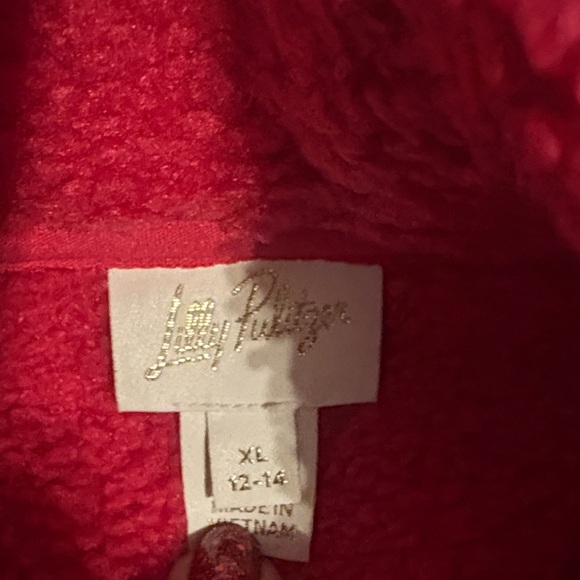 Lilly Pulitzer
XL
12-14
MADE IN
VIETNAM